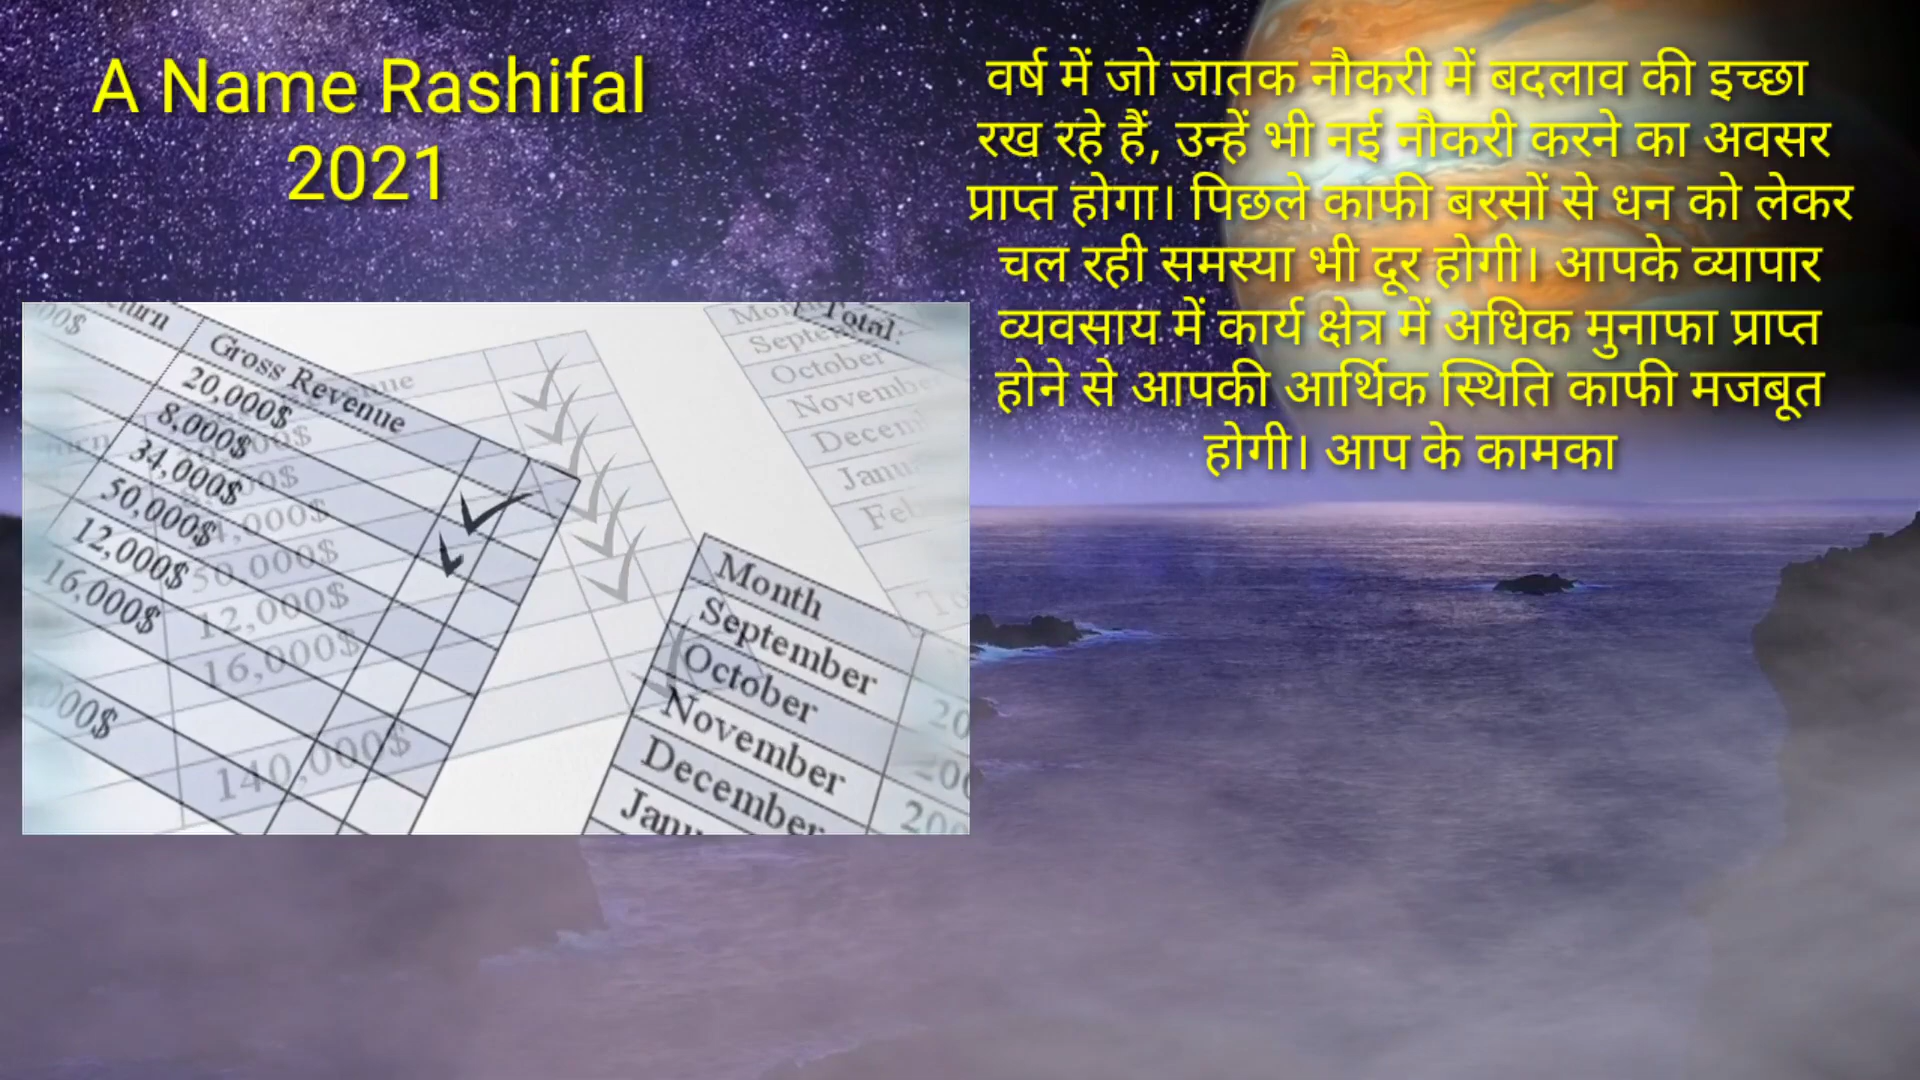 A Name Rashifal
2021
वर्ष में जो जातक नौकरी में बदलाव की इच्छा
रख रहे हैं, उन्हें भी नई नौकरी करने का अवसर
प्राप्त होगा। पिछले काफी बरसों से धन को लेकर
चल रही समस्या भी दूर होगी। आपके व्यापार
व्यवसाय में कार्य क्षेत्र में अधिक मुनाफा प्राप्त
होने से आपकी आर्थिक स्थिति काफी मजबूत
होगी। आप के कामका
Gross Revenue
20,000$
8,000$
34,000$
50,000$
12,000$
16,000$
50 000$
12,000$
16,000$
140,000$
Total:
October
Month
September
October
November
December